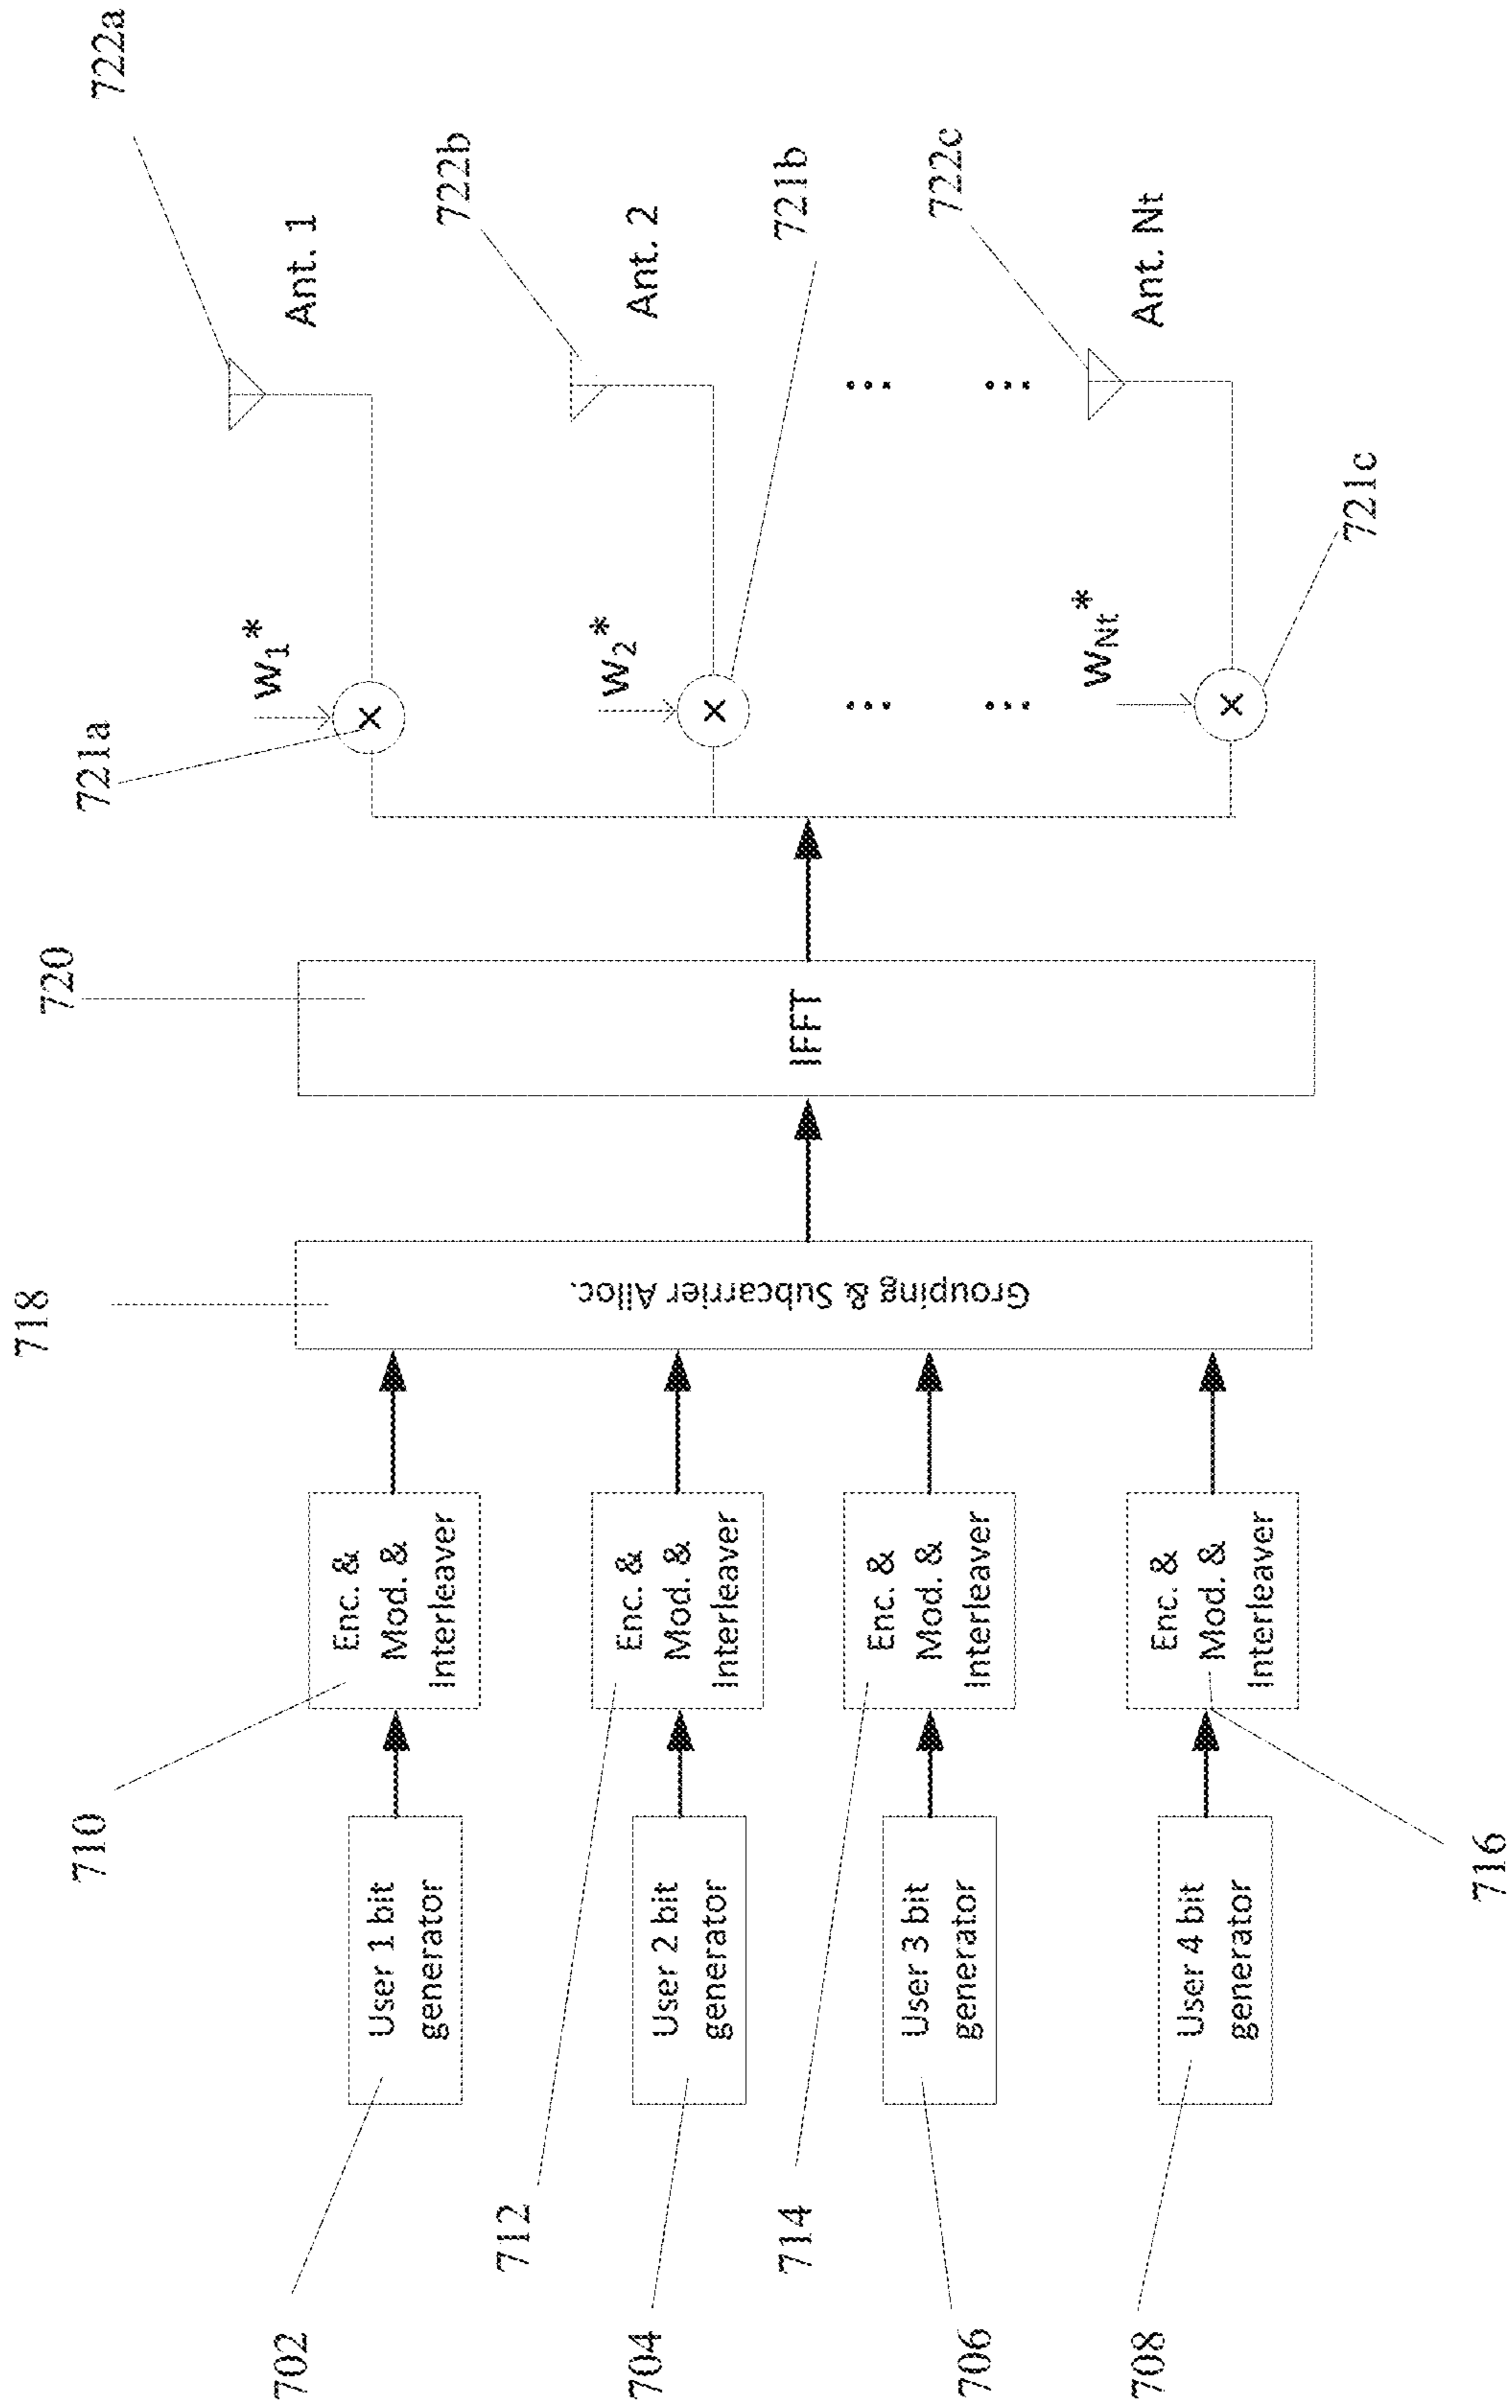 702
User 1 bit
generator
710
Enc. &
Mod. &
Interleaver
704
User 2 bit
generator
712
Enc. &
Mod. &
Interleaver
706
User 3 bit
generator
714
Enc. &
Mod. &
Interleaver
708
User 4 bit
generator
716
Enc. &
Mod. &
Interleaver
718
Grouping & Subcarrier Alloc.
720
IFFT
721a
w1*
×
722a
Ant. 1
w2*
×
721b
722b
Ant. 2
wNt*
×
721c
722c
Ant. Nt